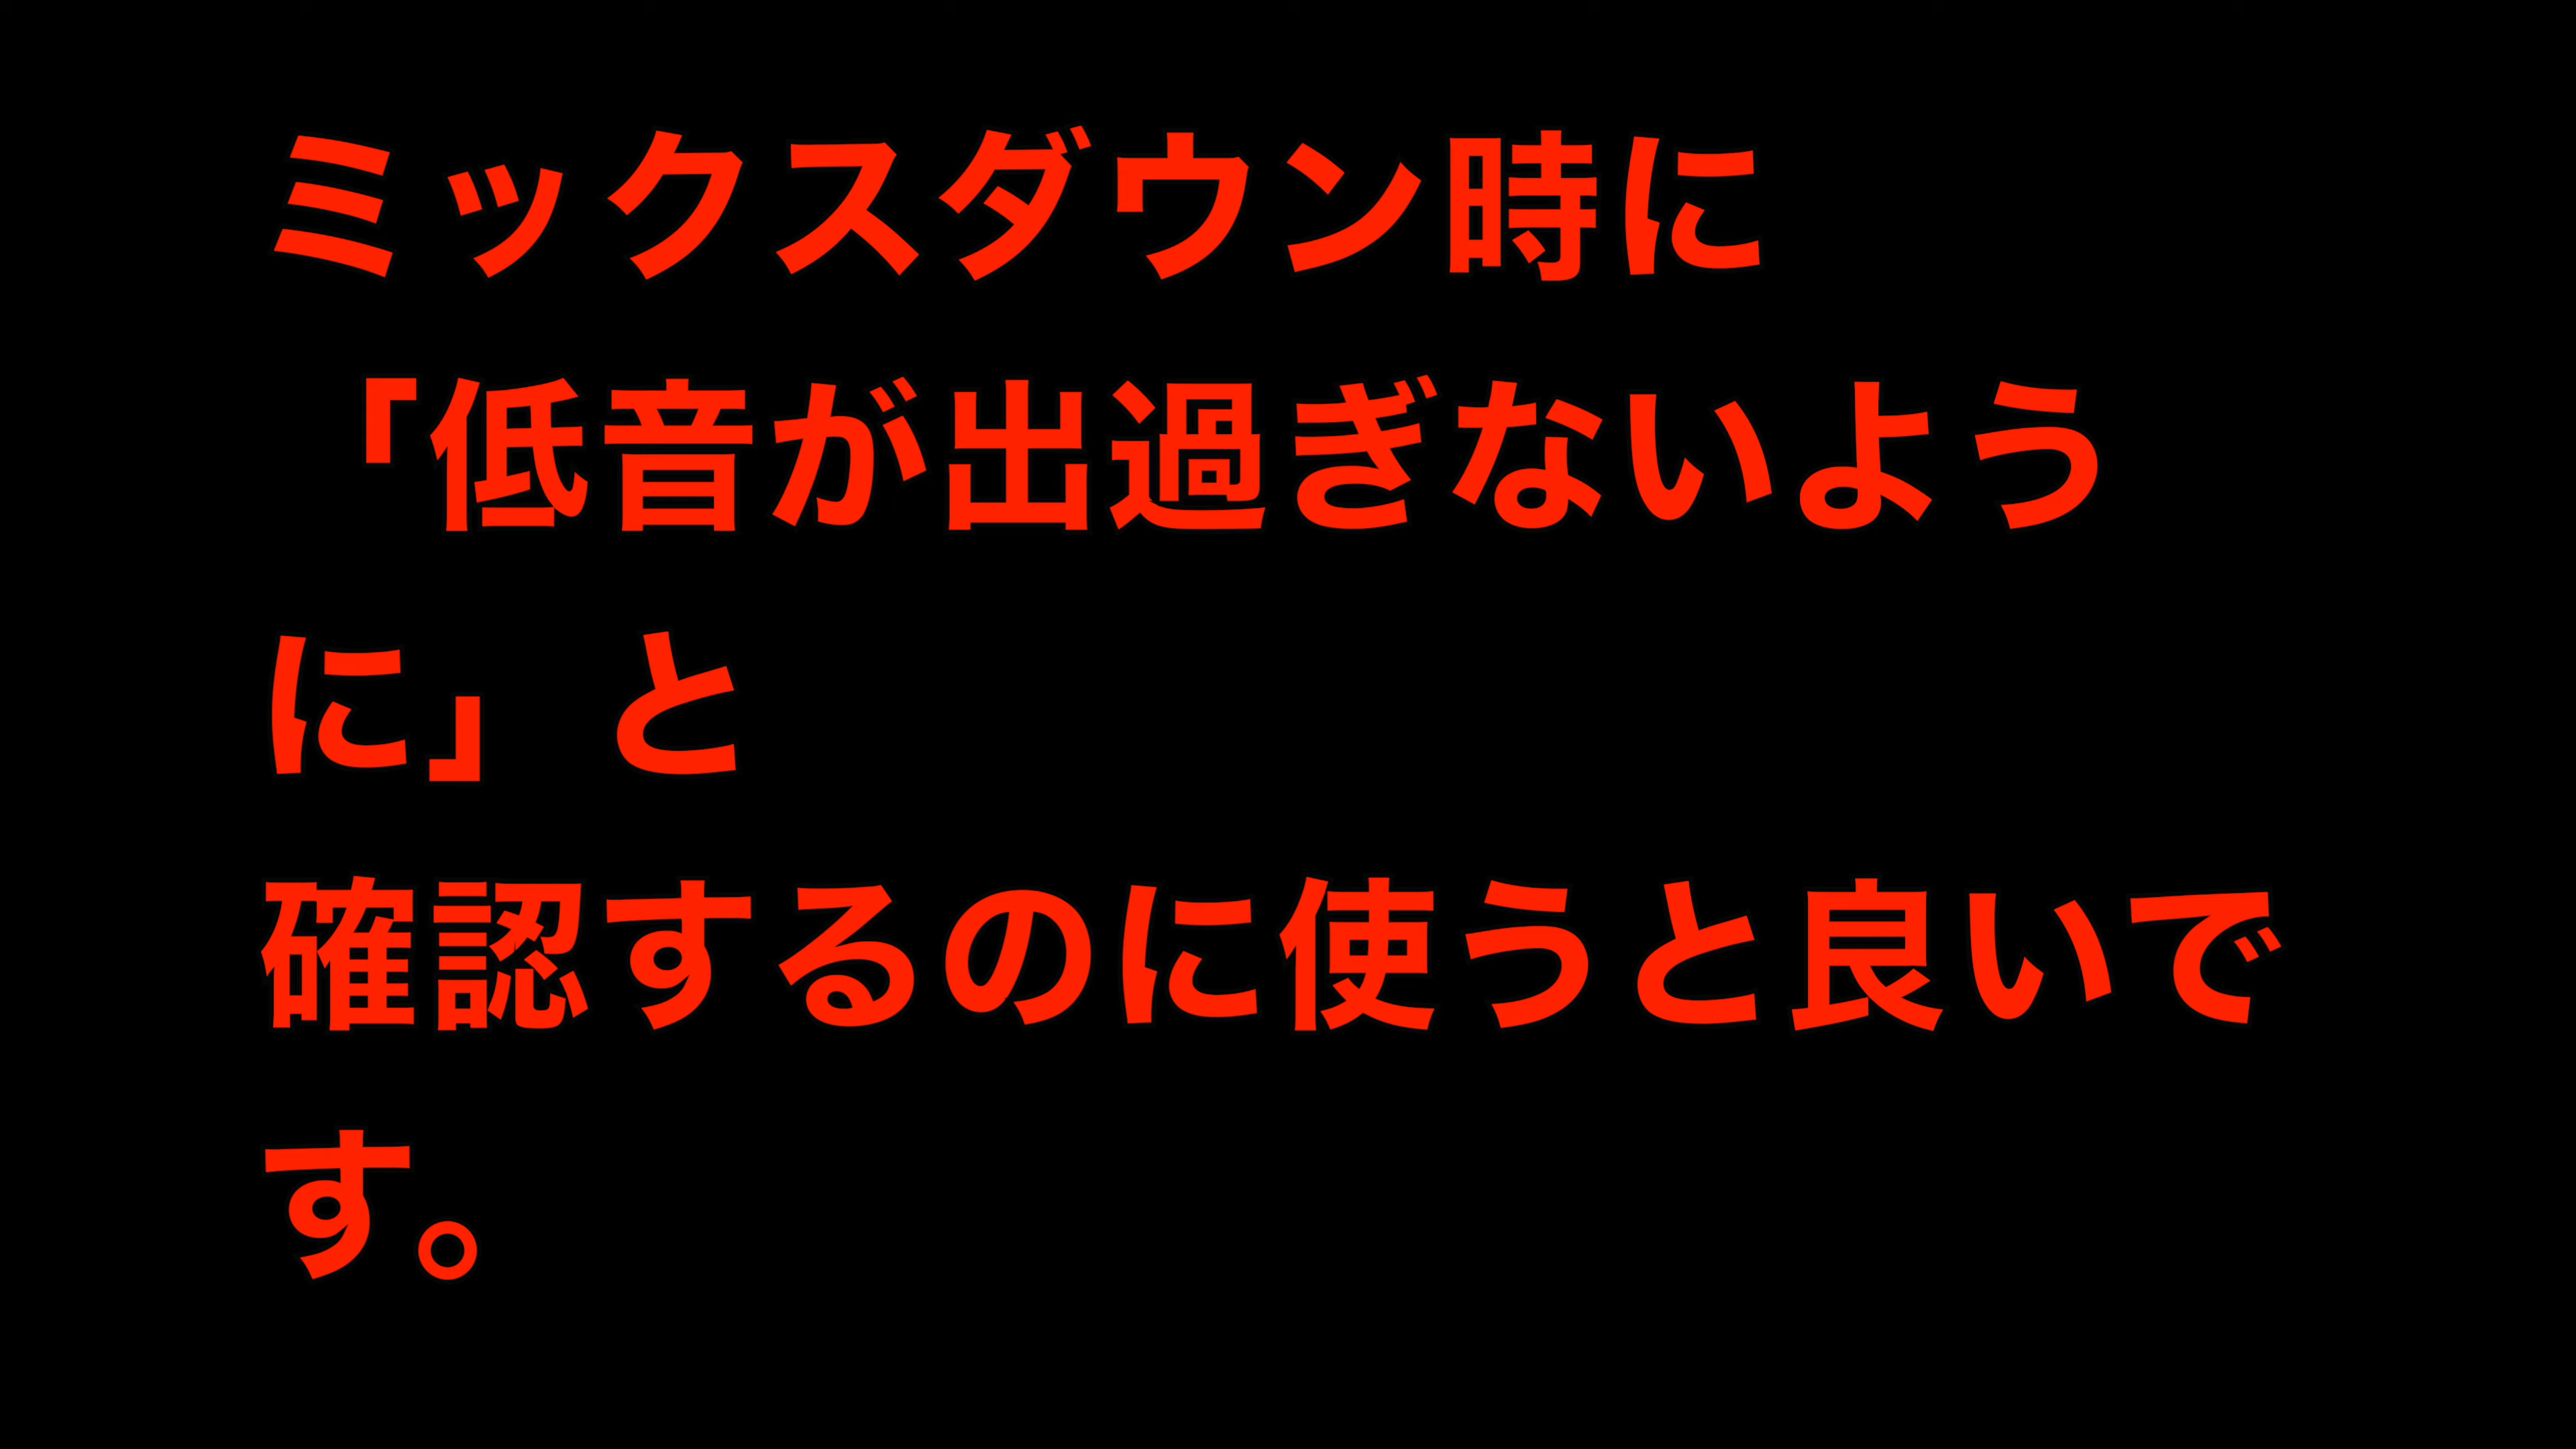 ミックスダウン時に
「低音が出過ぎないよう
に」と
確認するのに使うと良いで
す。